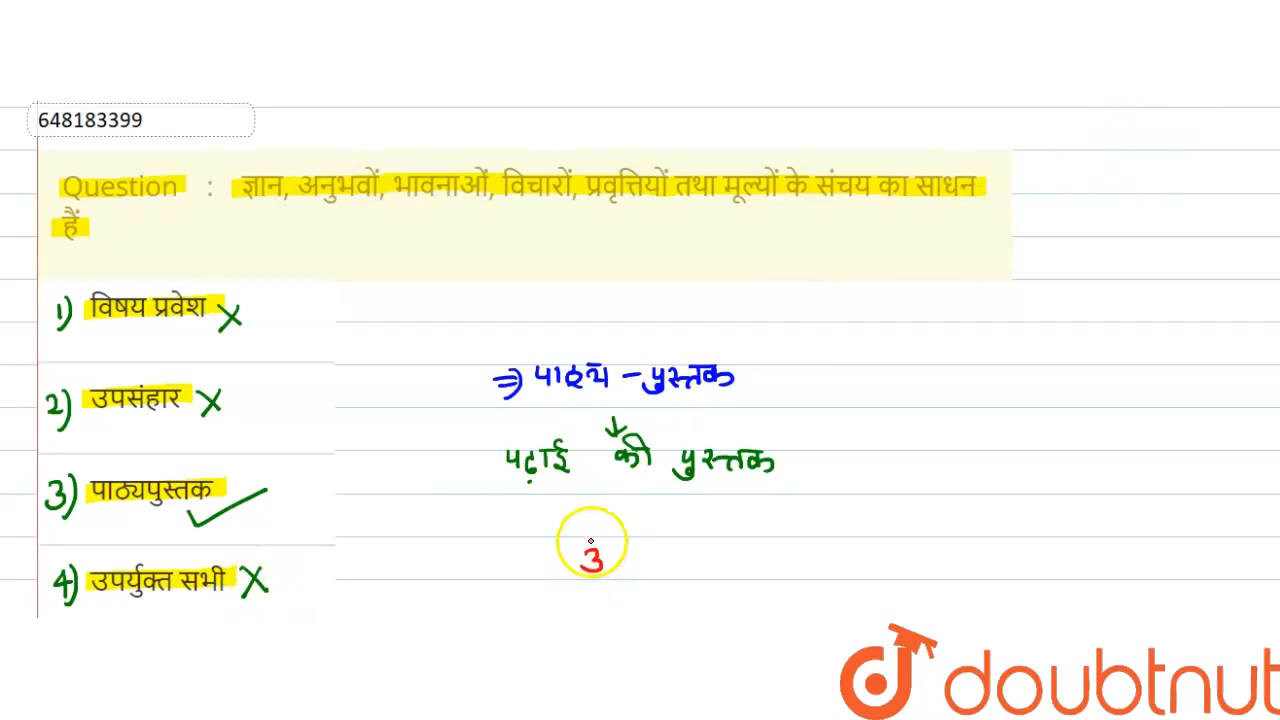 648183399
Question : ज्ञान, अनुभवों, भावनाओं, विचारों, प्रवृत्तियों तथा मूल्यों के संचय का साधन
हैं
1) विषय प्रवेश X
2) उपसंहार X
3) पाठ्यपुस्तक ✓
4) उपर्युक्त सभी X
⇒ पाठ्य - पुस्तक
↓
पढ़ाई की पुस्तक
3
doubtnut